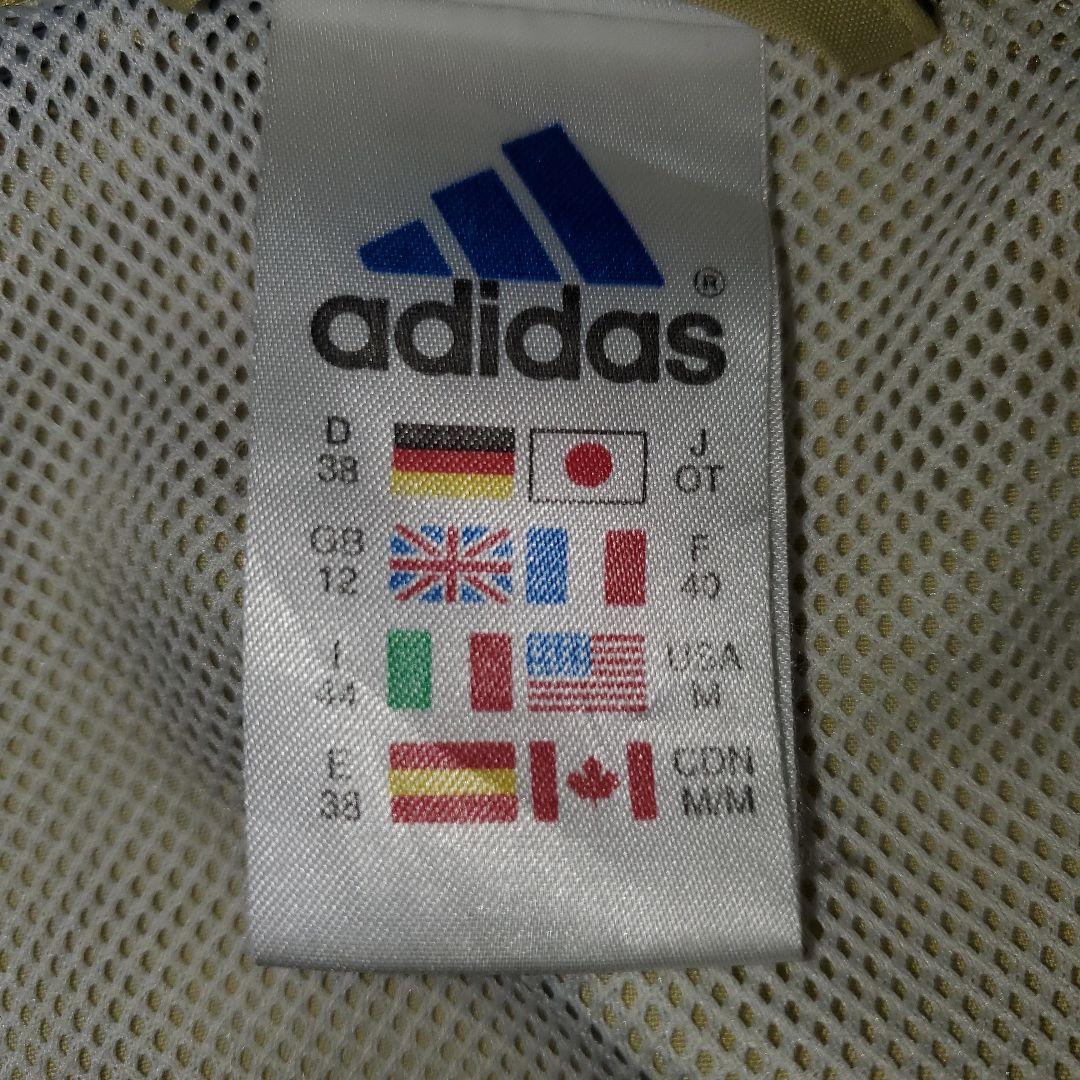 adidas ®
D J
38 OT
GB F
12 40
I USA
44 M
E CDN
38 M/M